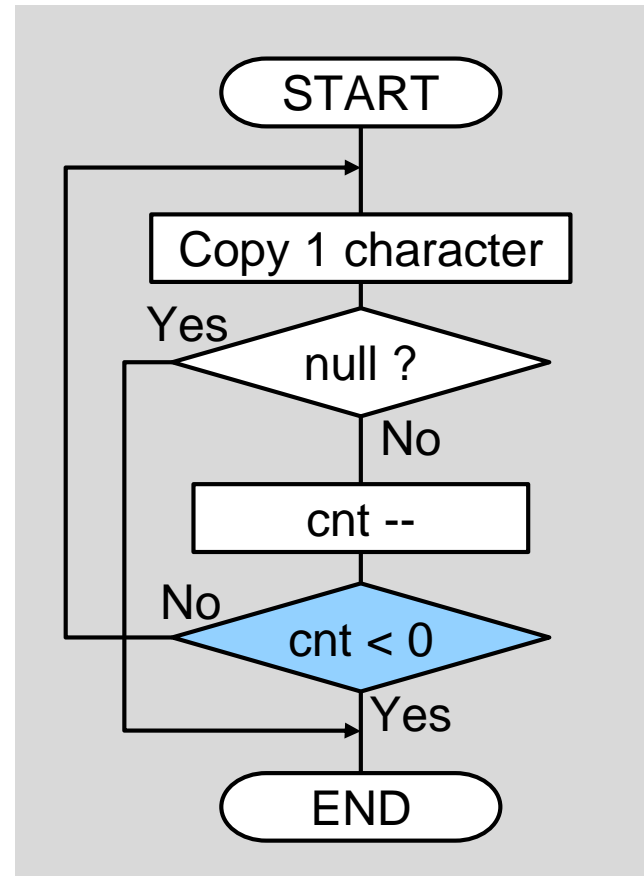 START
Copy 1 character
Yes
null ?
No
cnt --
No
cnt < 0
Yes
END